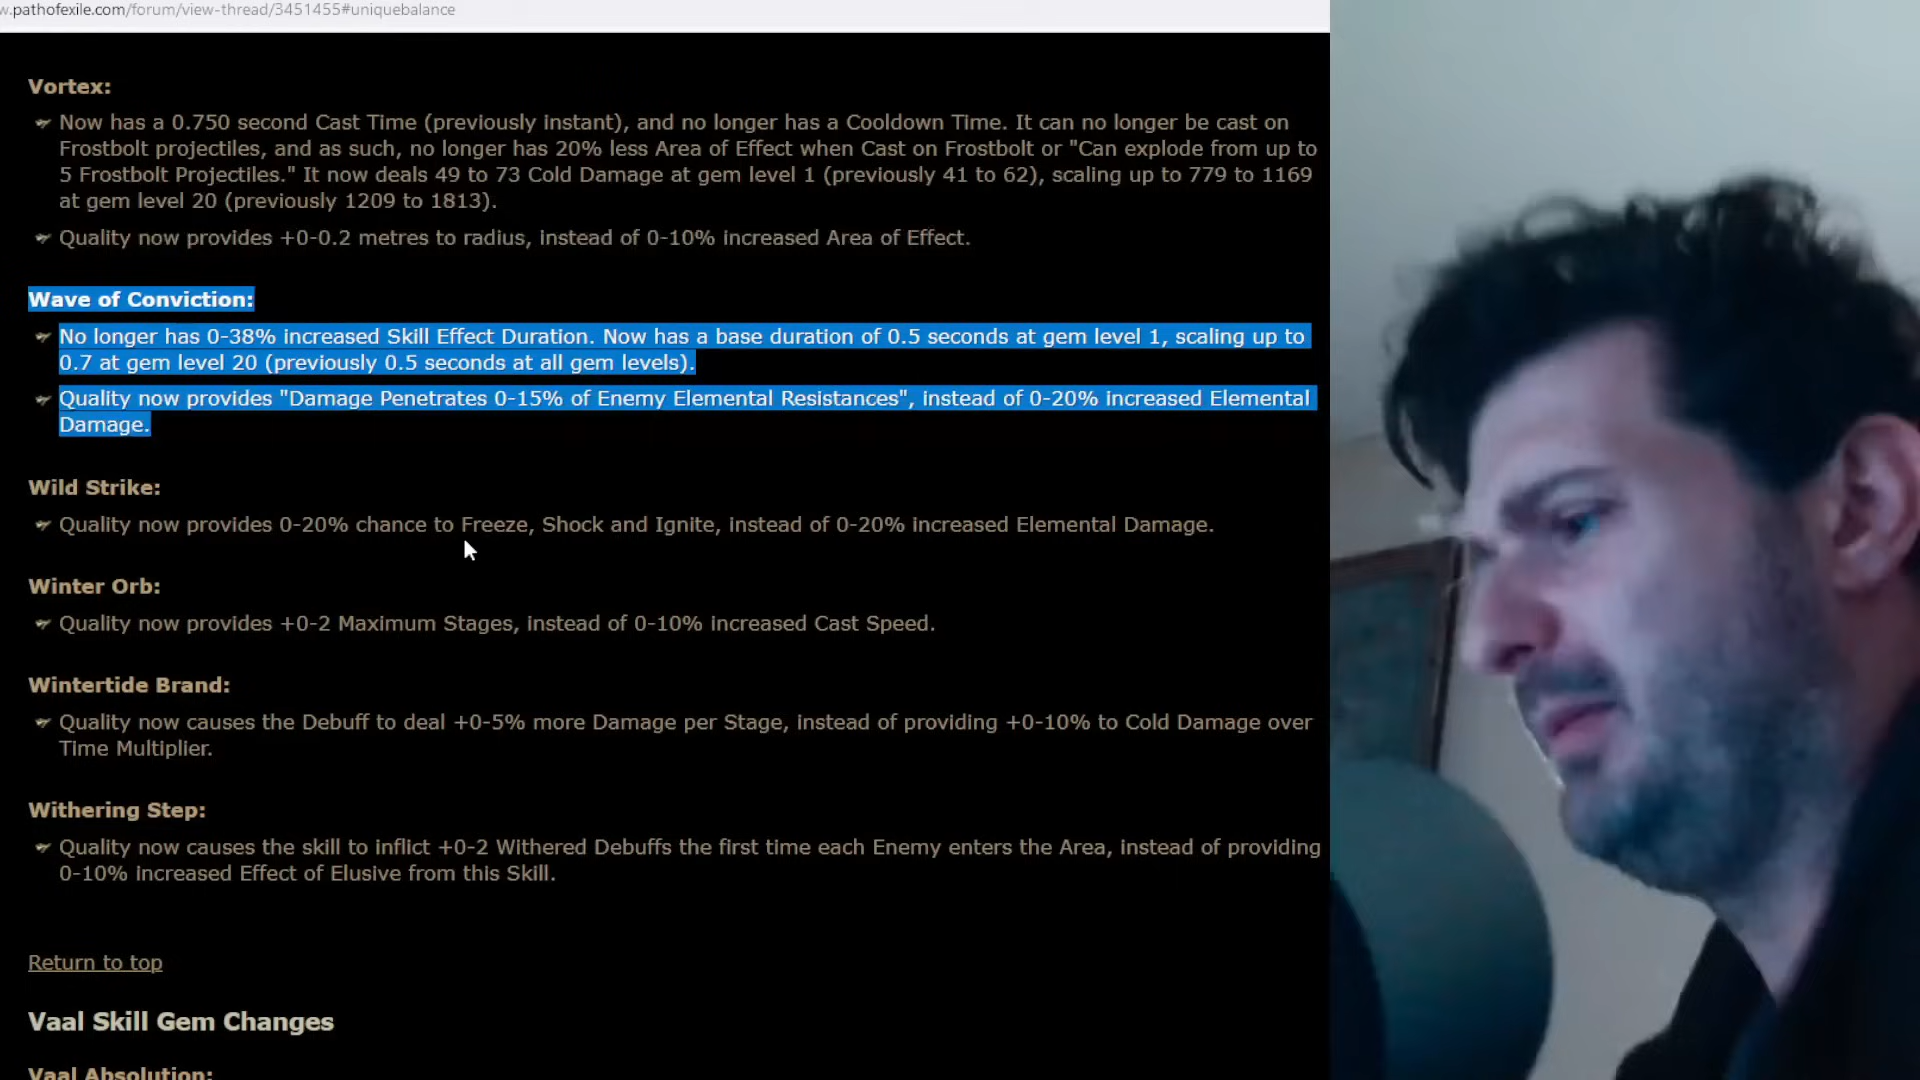 w.pathofexile.com/forum/view-thread/3451455#uniquebalance
Vortex:
Now has a 0.750 second Cast Time (previously instant), and no longer has a Cooldown Time. It can no longer be cast on
Frostbolt projectiles, and as such, no longer has 20% less Area of Effect when Cast on Frostbolt or "Can explode from up to
5 Frostbolt Projectiles." It now deals 49 to 73 Cold Damage at gem level 1 (previously 41 to 62), scaling up to 779 to 1169
at gem level 20 (previously 1209 to 1813).
Quality now provides +0-0.2 metres to radius, instead of 0-10% increased Area of Effect.
Wave of Conviction:
No longer has 0-38% increased Skill Effect Duration. Now has a base duration of 0.5 seconds at gem level 1, scaling up to
0.7 at gem level 20 (previously 0.5 seconds at all gem levels).
Quality now provides "Damage Penetrates 0-15% of Enemy Elemental Resistances", instead of 0-20% increased Elemental
Damage.
Wild Strike:
Quality now provides 0-20% chance to Freeze, Shock and Ignite, instead of 0-20% increased Elemental Damage.
Winter Orb:
Quality now provides +0-2 Maximum Stages, instead of 0-10% increased Cast Speed.
Wintertide Brand:
Quality now causes the Debuff to deal +0-5% more Damage per Stage, instead of providing +0-10% to Cold Damage over
Time Multiplier.
Withering Step:
Quality now causes the skill to inflict +0-2 Withered Debuffs the first time each Enemy enters the Area, instead of providing
0-10% increased Effect of Elusive from this Skill.
Return to top
Vaal Skill Gem Changes
Vaal Absolution: